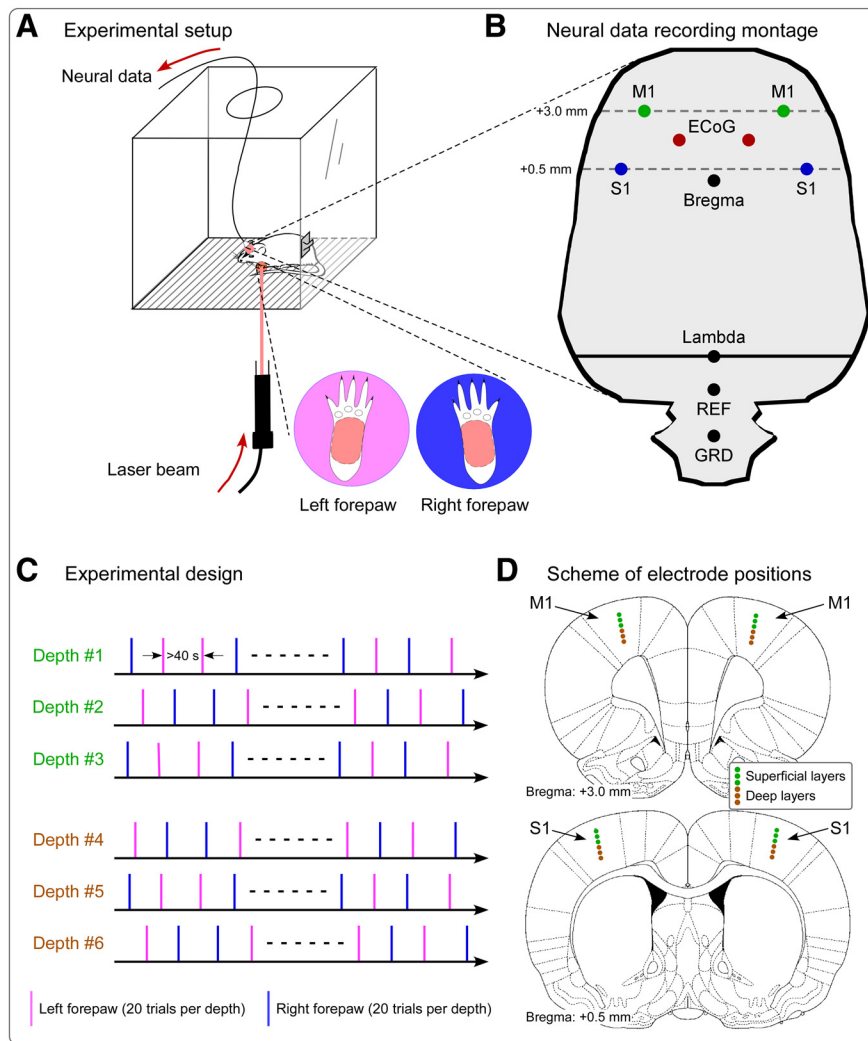 A Experimental setup
Neural data
Laser beam
Left forepaw
Right forepaw
B Neural data recording montage
M1 M1
+3.0 mm
ECoG
+0.5 mm
S1 S1
Bregma
Lambda
REF
GRD
C Experimental design
Depth #1
>40 s
Depth #2
Depth #3
Depth #4
Depth #5
Depth #6
Left forepaw (20 trials per depth)
Right forepaw (20 trials per depth)
D Scheme of electrode positions
M1 M1
Bregma: +3.0 mm
Superficial layers
Deep layers
S1 S1
Bregma: +0.5 mm